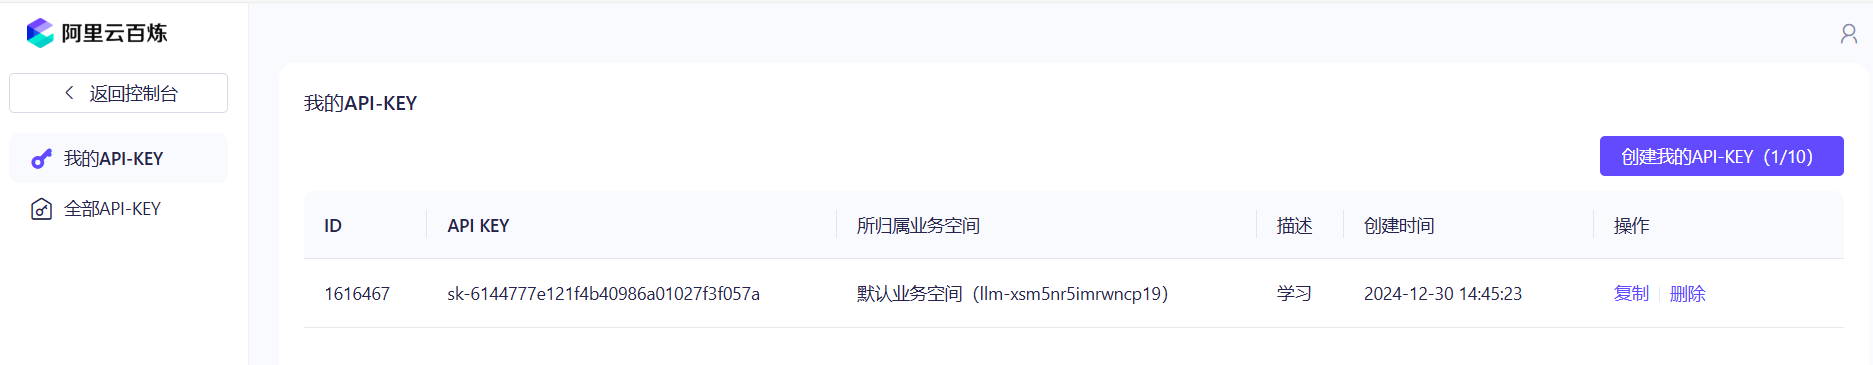 阿里云百炼
返回控制台
我的API-KEY
全部API-KEY
我的API-KEY
创建我的API-KEY（1/10）
ID API KEY 所归属业务空间 描述 创建时间 操作
1616467 sk-6144777e121f4b40986a01027f3f057a 默认业务空间（llm-xsm5nr5imrwncp19） 学习 2024-12-30 14:45:23 复制 删除